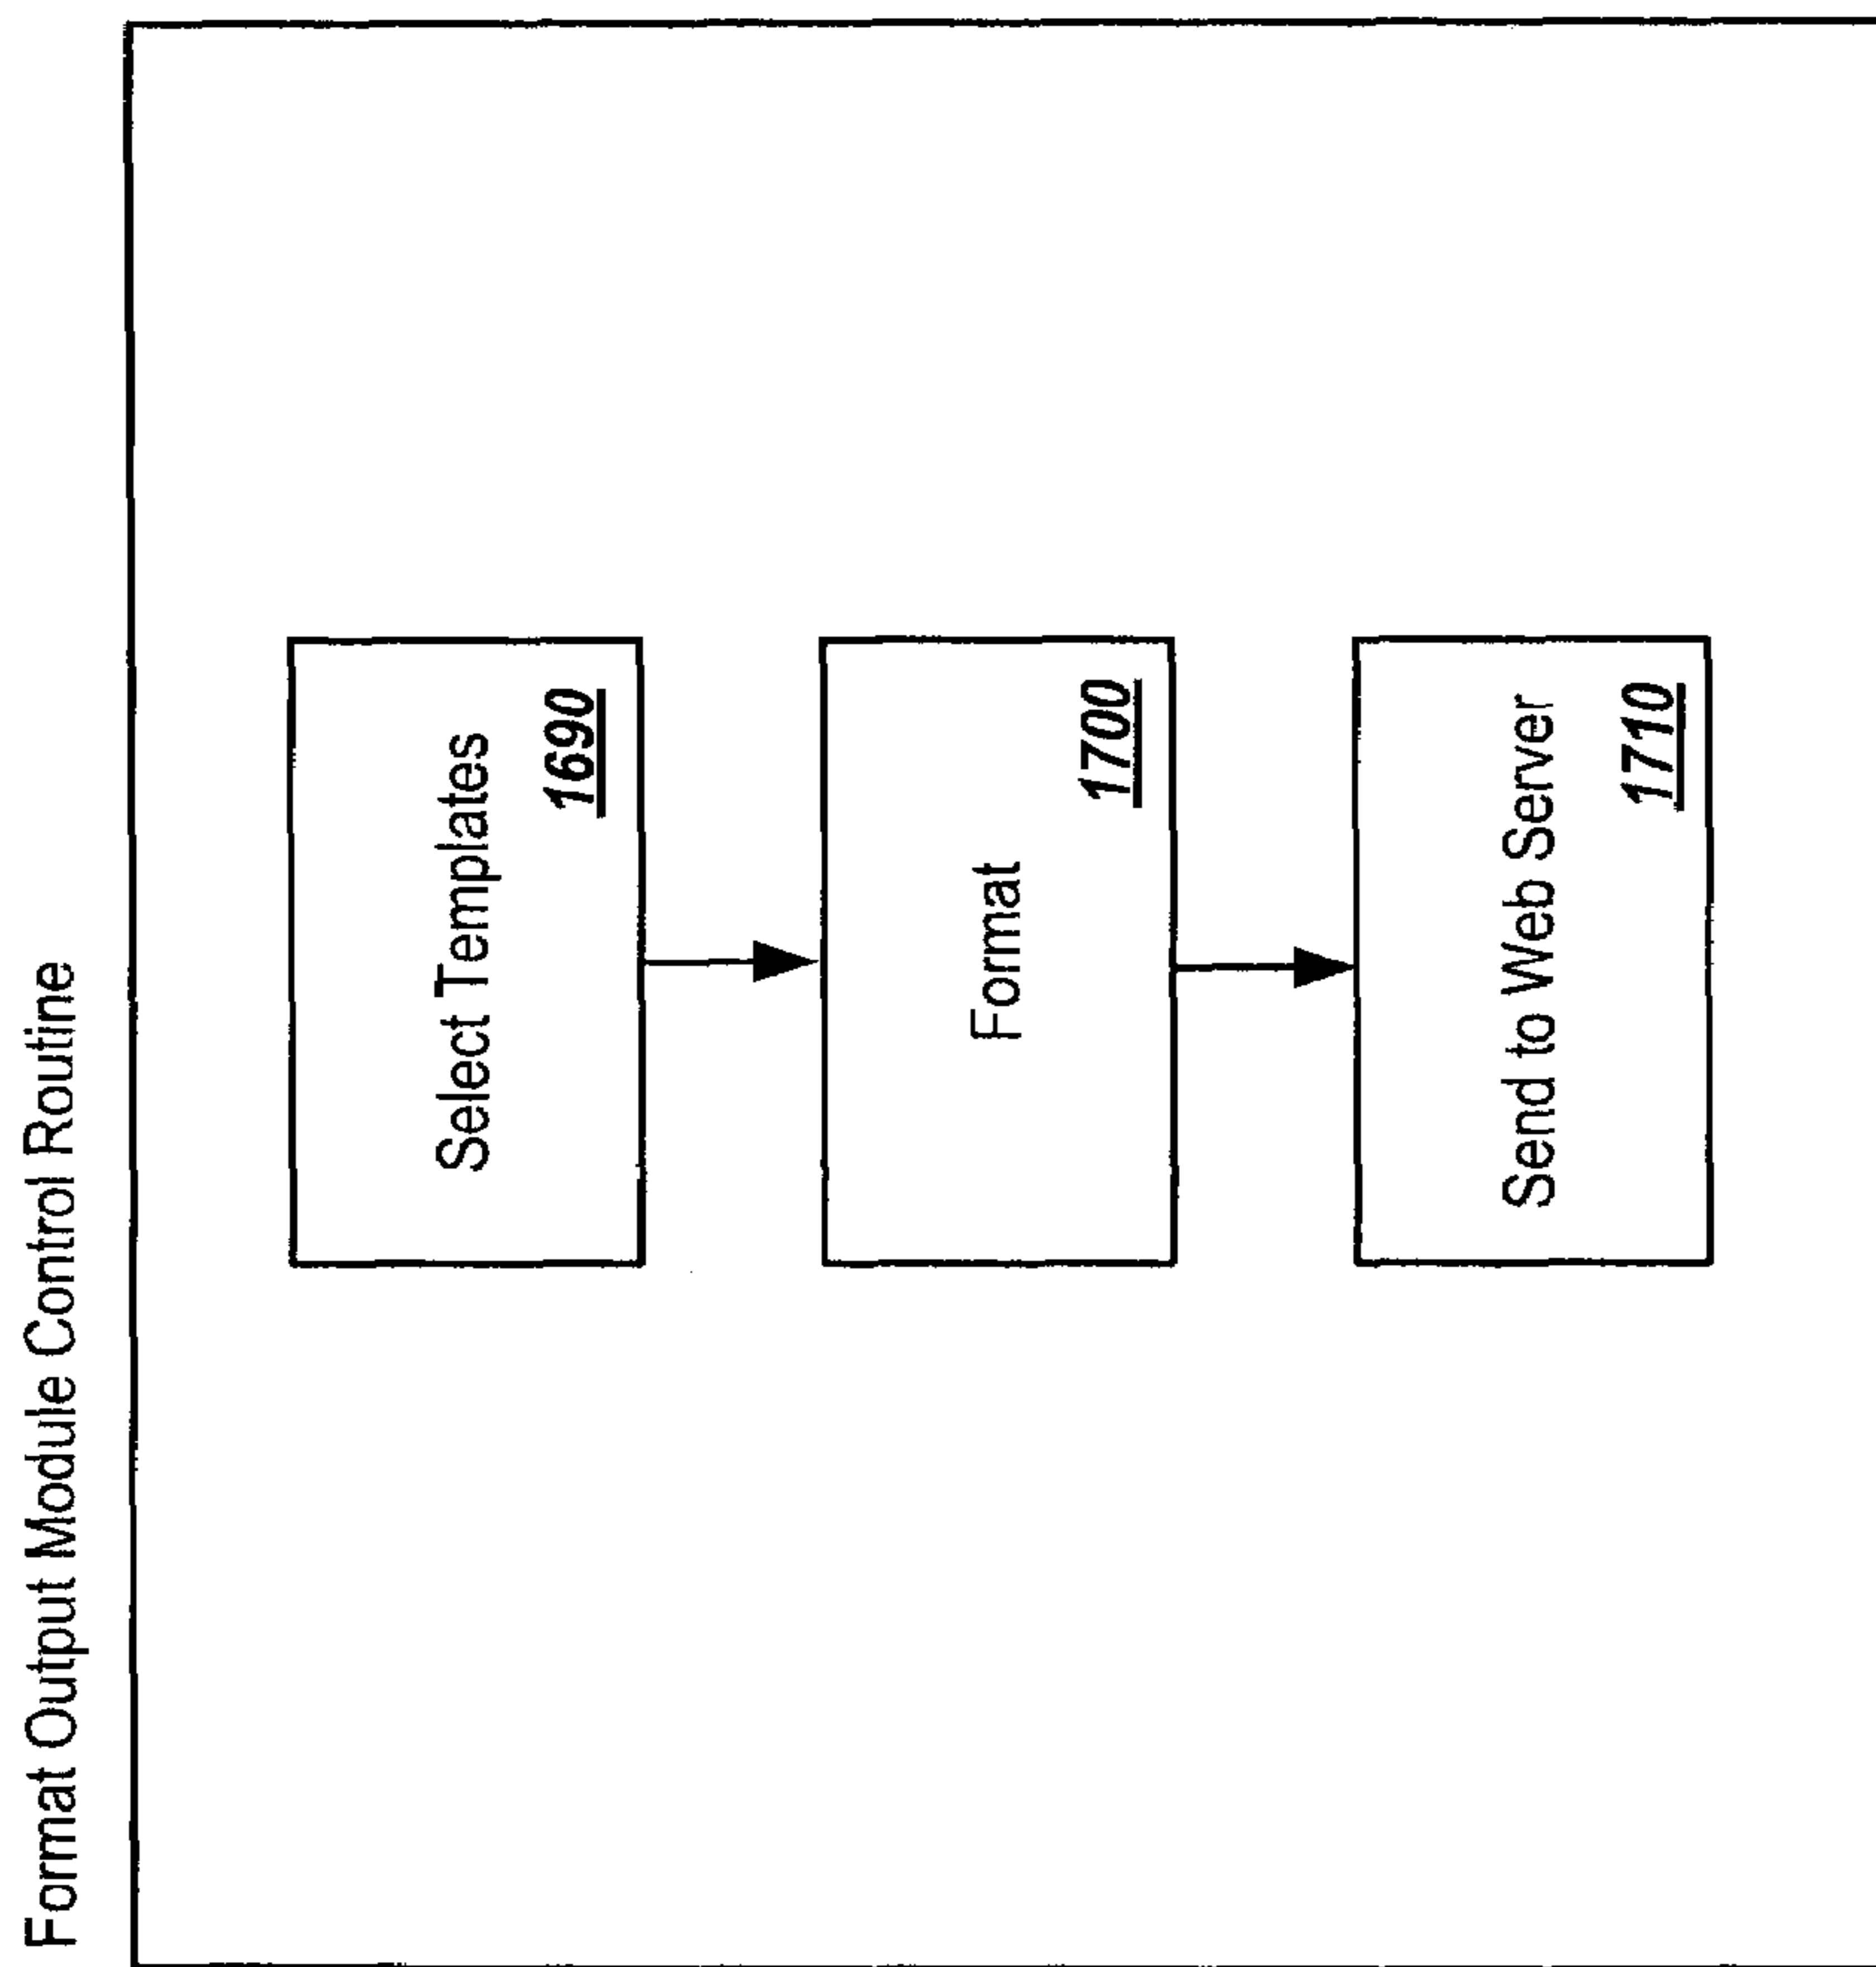 Format Output Module Control Routine
Select Templates
1690
Format
1700
Send to Web Server
1710